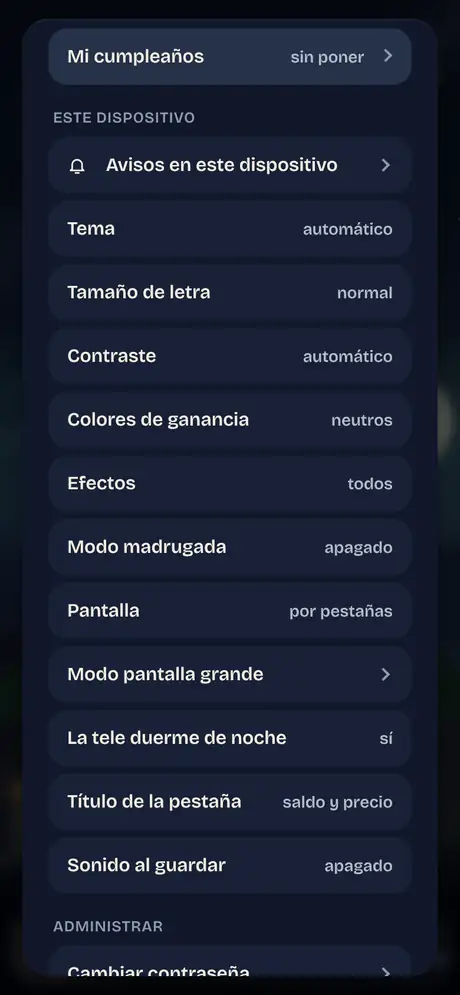 Mi cumpleaños sin poner
ESTE DISPOSITIVO
Avisos en este dispositivo
Tema automático
Tamaño de letra normal
Contraste automático
Colores de ganancia neutros
Efectos todos
Modo madrugada apagado
Pantalla por pestañas
Modo pantalla grande
La tele duerme de noche sí
Título de la pestaña saldo y precio
Sonido al guardar apagado
ADMINISTRAR
Cambiar contraseña